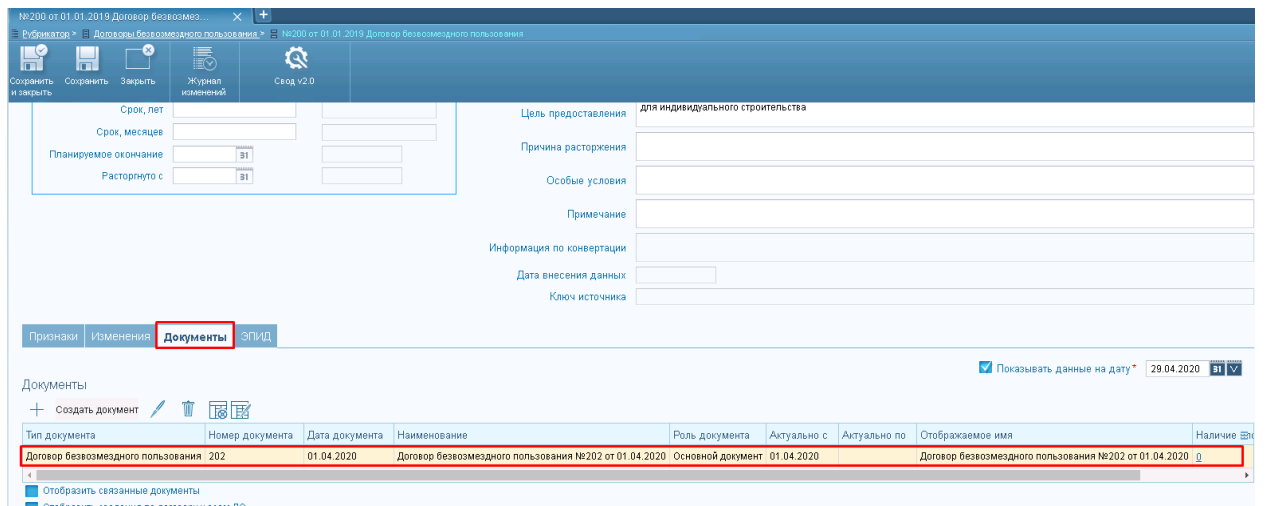 №200 от 01.01.2019 Договор безвозмез...
Рубрикатор > Договоры безвозмездного пользования > №200 от 01.01.2019 Договор безвозмездного пользования
Сохранить и закрыть
Сохранить
Закрыть
Журнал изменений
Свод v2.0
Срок, лет
Срок, месяцев
Планируемое окончание 31
Расторгнуто с 31
Цель предоставления для индивидуального строительства
Причина расторжения
Особые условия
Примечание
Информация по конвертации
Дата внесения данных
Ключ источника
Признаки Изменения Документы ЭПИД
Показывать данные на дату* 29.04.2020 31
Документы
Создать документ
Тип документа Номер документа Дата документа Наименование Роль документа Актуально с Актуально по Отображаемое имя Наличие
Договор безвозмездного пользования 202 01.04.2020 Договор безвозмездного пользования №202 от 01.04.2020 Основной документ 01.04.2020 Договор безвозмездного пользования №202 от 01.04.2020 0
Отобразить связанные документы